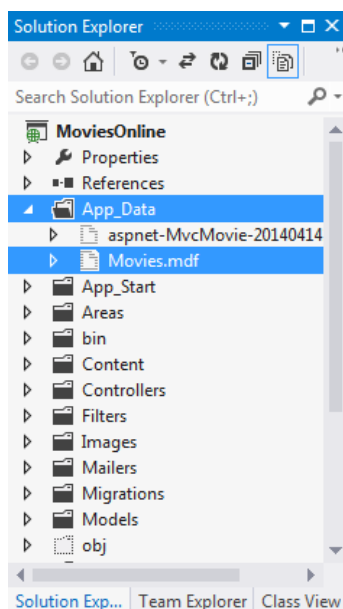 Solution Explorer
Search Solution Explorer (Ctrl+;)
MoviesOnline
Properties
References
App_Data
aspnet-MvcMovie-20140414
Movies.mdf
App_Start
Areas
bin
Content
Controllers
Filters
Images
Mailers
Migrations
Models
obj
Solution Exp... Team Explorer Class View